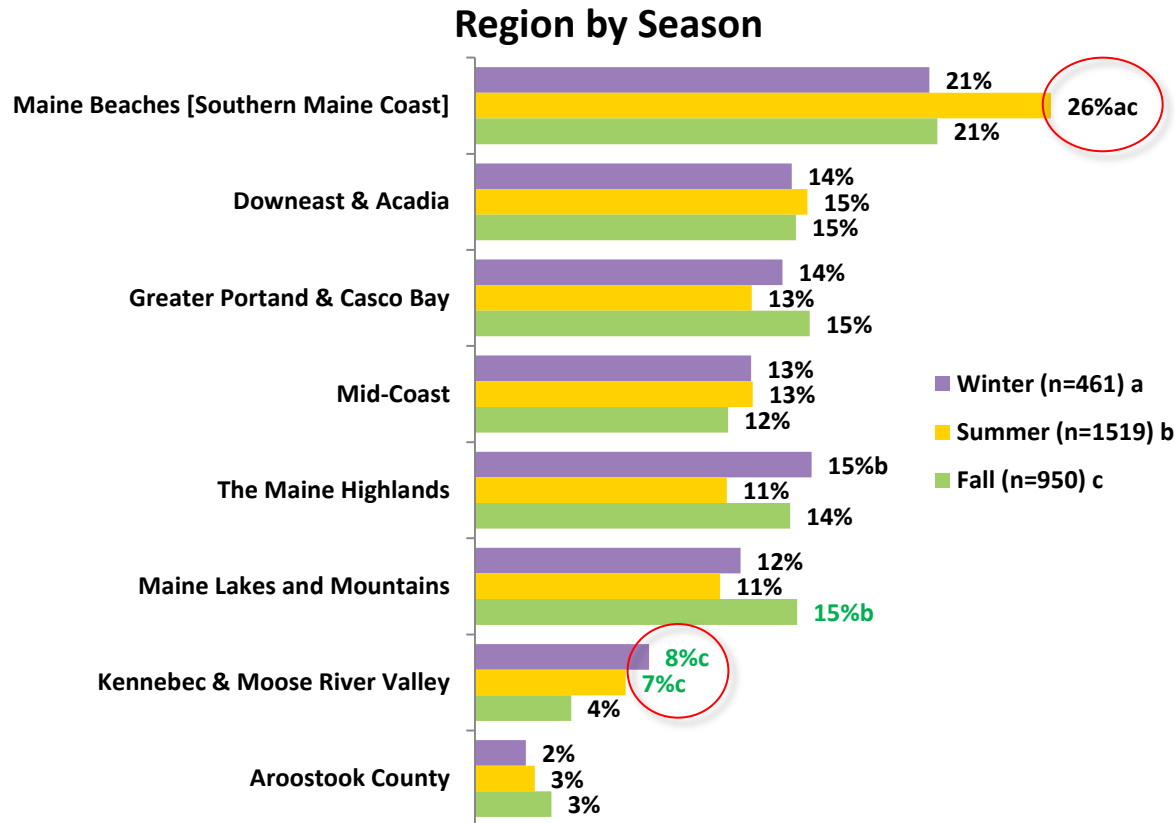 Region by Season
Maine Beaches [Southern Maine Coast]
21%
26%ac
21%
Downeast & Acadia
14%
15%
15%
Greater Portand & Casco Bay
14%
13%
15%
Mid-Coast
13%
13%
12%
The Maine Highlands
15%b
11%
14%
Maine Lakes and Mountains
12%
11%
15%b
Kennebec & Moose River Valley
8%c
7%c
4%
Aroostook County
2%
3%
3%
Winter (n=461) a
Summer (n=1519) b
Fall (n=950) c